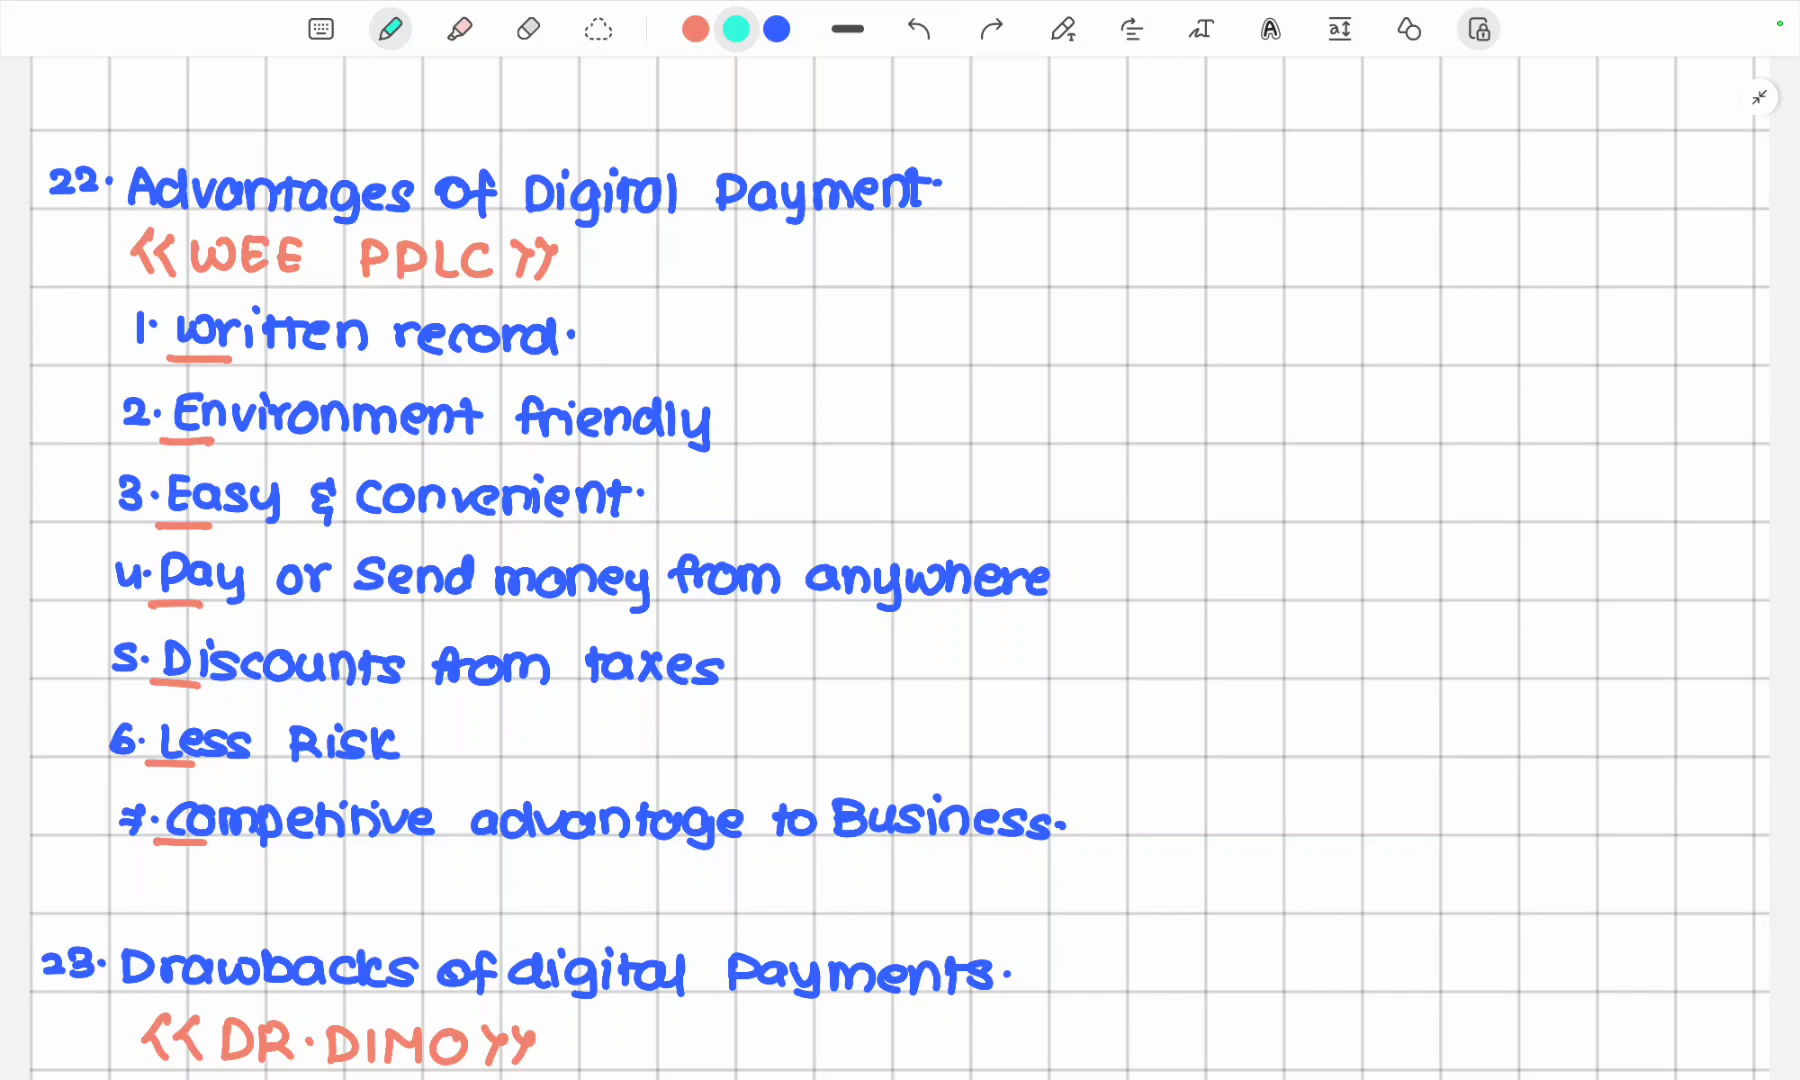 22. Advantages of Digital Payment.
<< WEE PDLC >>
1. Written record.
2. Environment friendly
3. Easy & convenient.
4. Pay or Send money from anywhere
5. Discounts from taxes
6. Less Risk
7. Competitive advantage to Business.
23. Drawbacks of digital Payments.
<< DR. DIMO >>